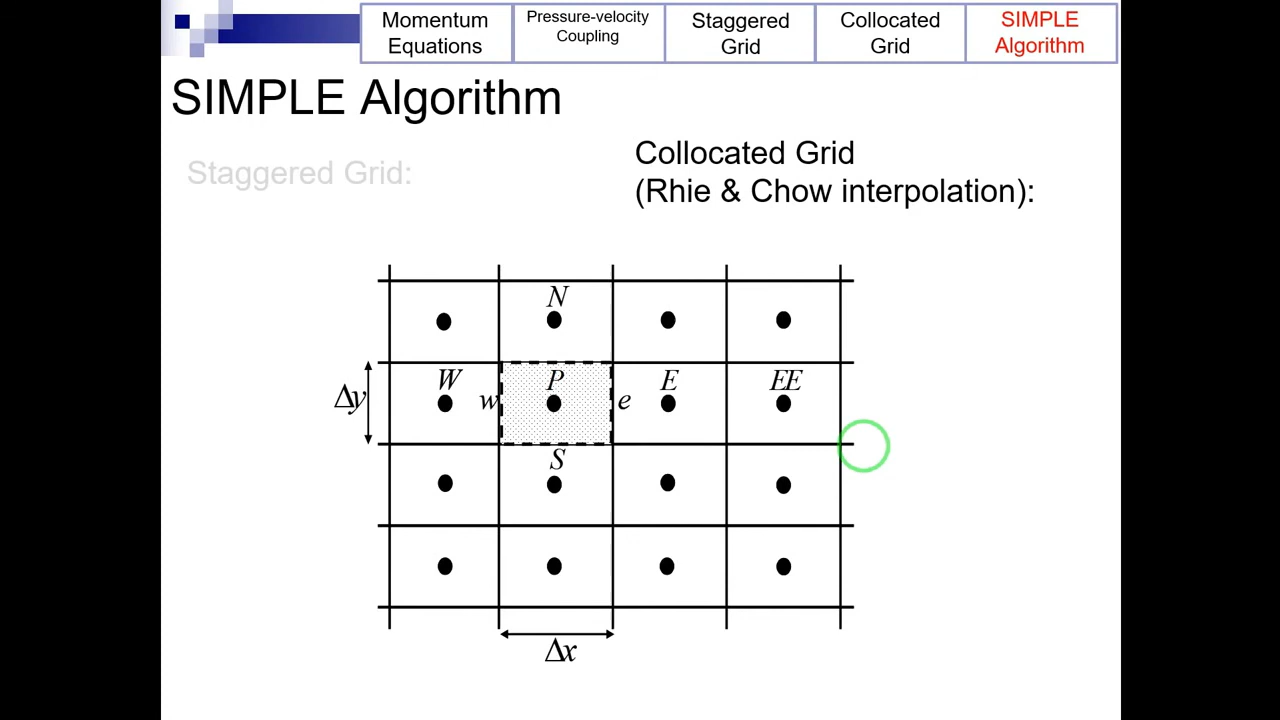 Momentum
Equations
Pressure-velocity
Coupling
Staggered
Grid
Collocated
Grid
SIMPLE
Algorithm
SIMPLE Algorithm
Staggered Grid:
Collocated Grid
(Rhie & Chow interpolation):
N
Δy
W
w
P
e
E
EE
S
Δx